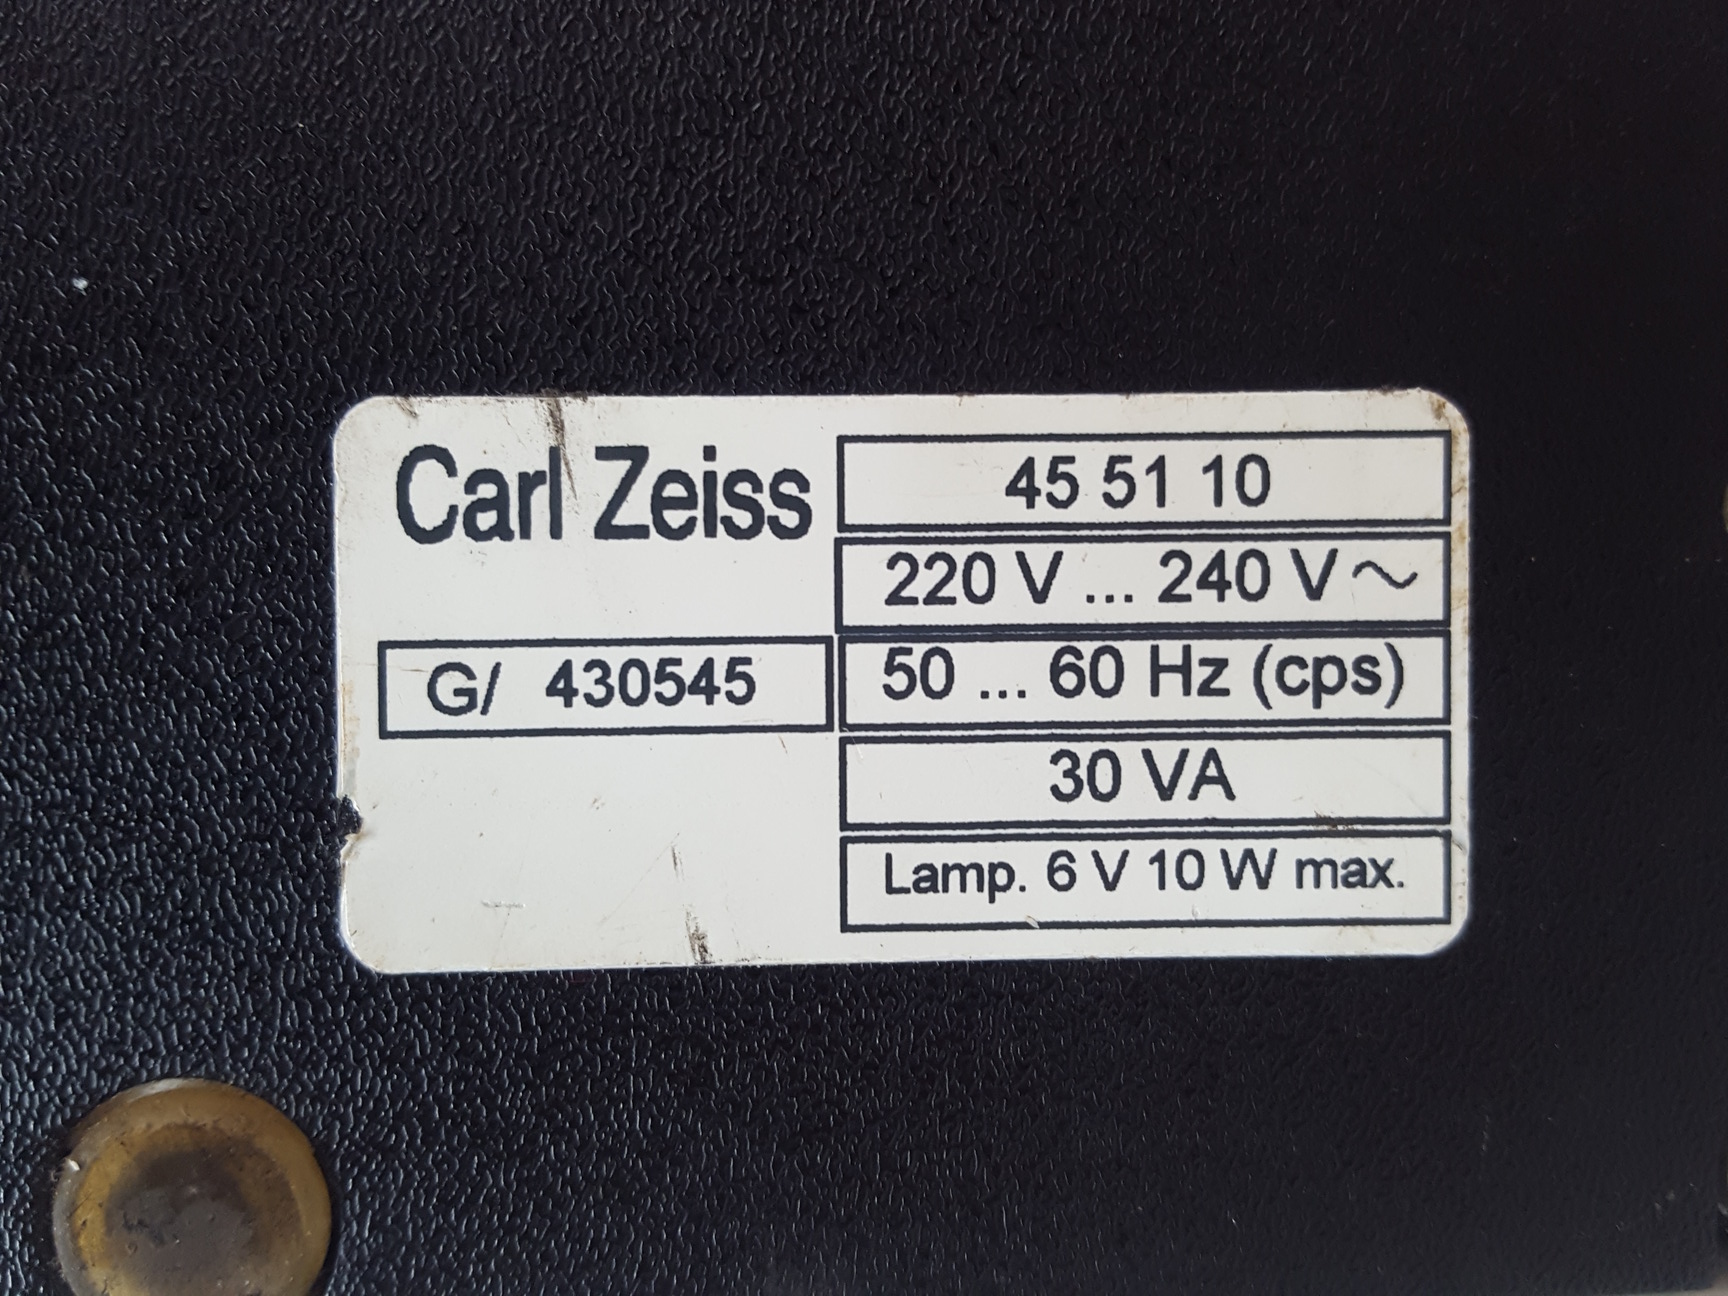 Carl Zeiss
G/ 430545
45 51 10
220 V ... 240 V ~
50 ... 60 Hz (cps)
30 VA
Lamp. 6 V 10 W max.